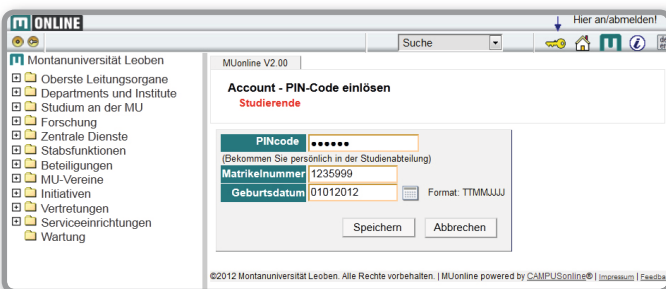 mu ONLINE
Hier an/abmelden!
Suche
Montanuniversität Leoben
Oberste Leitungsorgane
Departments und Institute
Studium an der MU
Forschung
Zentrale Dienste
Stabsfunktionen
Beteiligungen
MU-Vereine
Initiativen
Vertretungen
Serviceeinrichtungen
Wartung
MUonline V2.00
Account - PIN-Code einlösen
Studierende
PINcode ●●●●●●
(Bekommen Sie persönlich in der Studienabteilung)
Matrikelnummer 1235999
Geburtsdatum 01012012 Format: TTMMJJJJ
Speichern Abbrechen
©2012 Montanuniversität Leoben. Alle Rechte vorbehalten. | MUonline powered by CAMPUSonline® | Impressum | Feedba